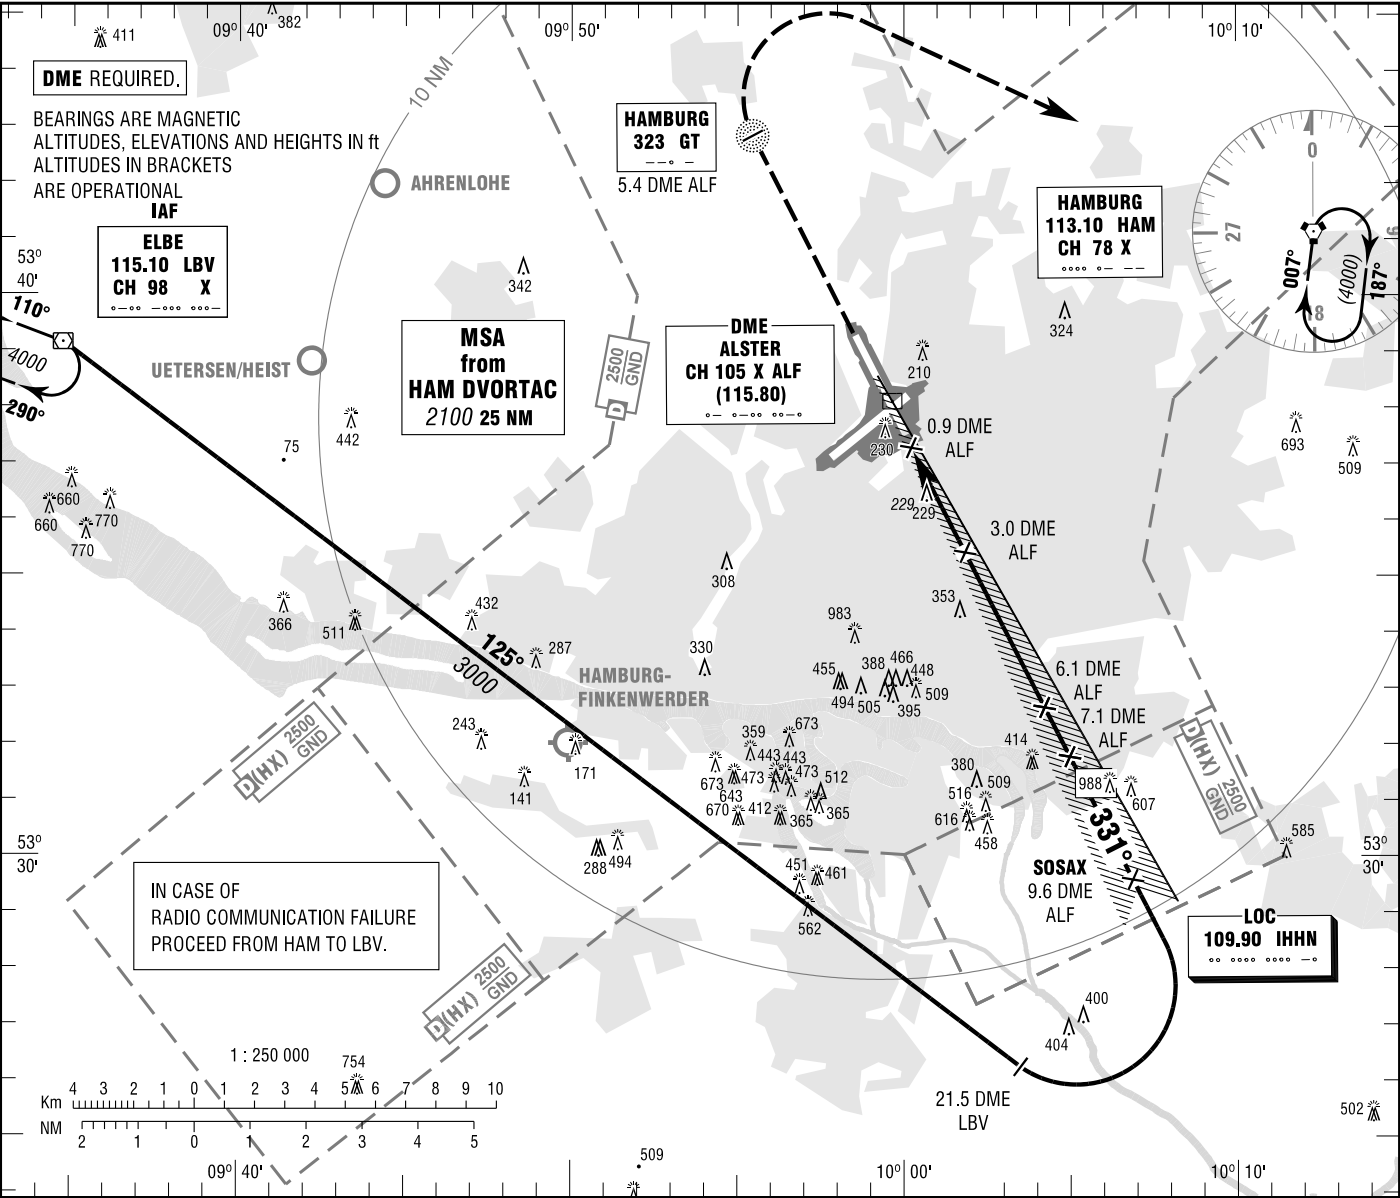 382
09° 40'
09° 50'
10° 10'
411
DME REQUIRED.
10 NM
BEARINGS ARE MAGNETIC
ALTITUDES, ELEVATIONS AND HEIGHTS IN ft
ALTITUDES IN BRACKETS
ARE OPERATIONAL
HAMBURG
323 GT
5.4 DME ALF
AHRENLOHE
IAF
ELBE
115.10 LBV
CH 98 X
HAMBURG
113.10 HAM
CH 78 X
0
27
18
007°
(4000)
187°
53°
40'
110°
4000
290°
342
324
UETERSEN/HEIST
MSA
from
HAM DVORTAC
2100 25 NM
D
2500
GND
DME
ALSTER
CH 105 X ALF
(115.80)
210
230
0.9 DME
ALF
442
75
693
509
660
660
770
770
229
229
3.0 DME
ALF
308
353
366
511
432
287
125°
3000
983
330
HAMBURG-
FINKENWERDER
455
388
466
448
494
505
395
509
6.1 DME
ALF
7.1 DME
ALF
D(HX) 2500
GND
243
171
141
359
673
443
443
673
473
473
643
512
670
412
365
365
414
380
509
516
616
458
988
607
D(HX) 2500
GND
585
53°
30'
53°
30'
331°
288
494
451
461
562
SOSAX
9.6 DME
ALF
IN CASE OF
RADIO COMMUNICATION FAILURE
PROCEED FROM HAM TO LBV.
LOC
109.90 IHHN
D(HX) 2500
GND
400
404
1 : 250 000
754
4 3 2 1 0 1 2 3 4 5 6 7 8 9 10
Km
NM
2 1 0 1 2 3 4 5
21.5 DME
LBV
502
509
09° 40'
10° 00'
10° 10'